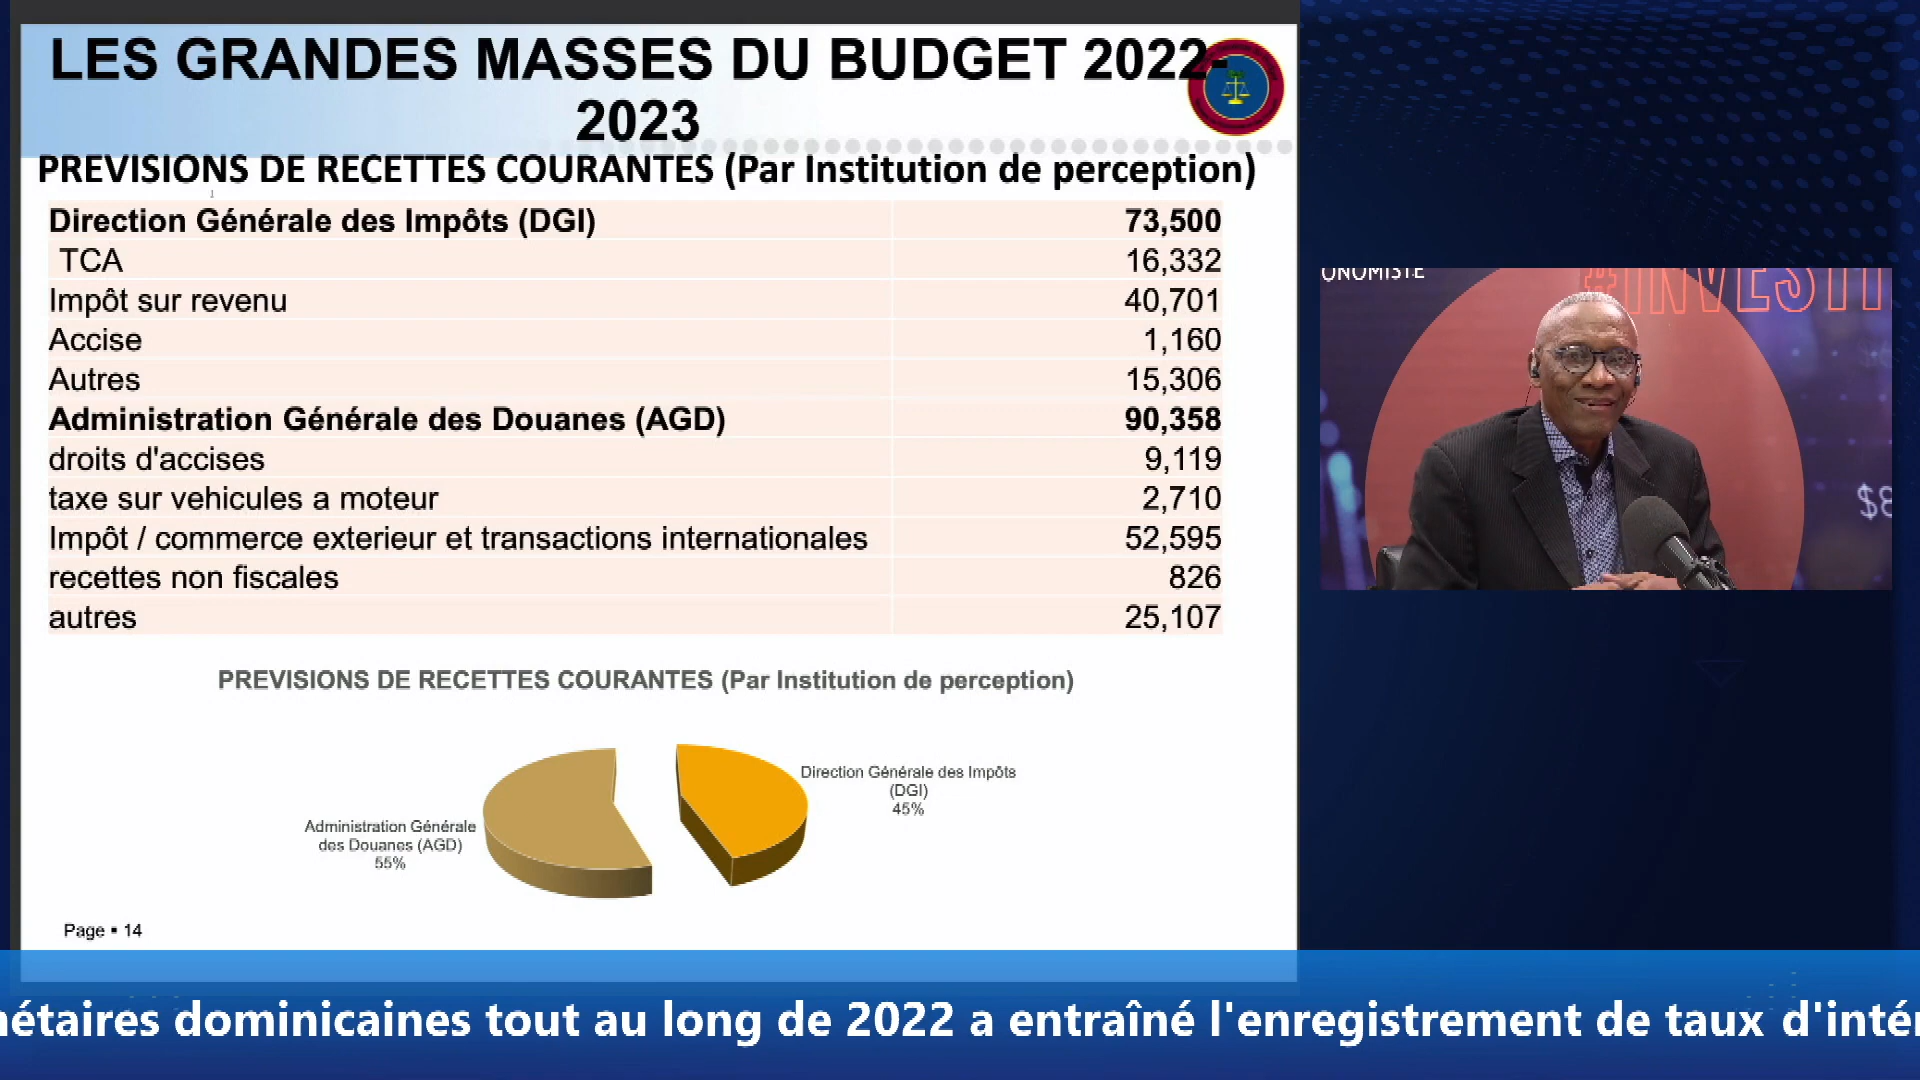 LES GRANDES MASSES DU BUDGET 2022-
2023
PREVISIONS DE RECETTES COURANTES (Par Institution de perception)
Direction Générale des Impôts (DGI) 73,500
TCA 16,332
Impôt sur revenu 40,701
Accise 1,160
Autres 15,306
Administration Générale des Douanes (AGD) 90,358
droits d'accises 9,119
taxe sur vehicules a moteur 2,710
Impôt / commerce exterieur et transactions internationales 52,595
recettes non fiscales 826
autres 25,107
PREVISIONS DE RECETTES COURANTES (Par Institution de perception)
Direction Générale des Impôts
(DGI)
45%
Administration Générale
des Douanes (AGD)
55%
Page ▪ 14
ONOMISTE
#INVESTI
$8
nétaires dominicaines tout au long de 2022 a entraîné l'enregistrement de taux d'intér